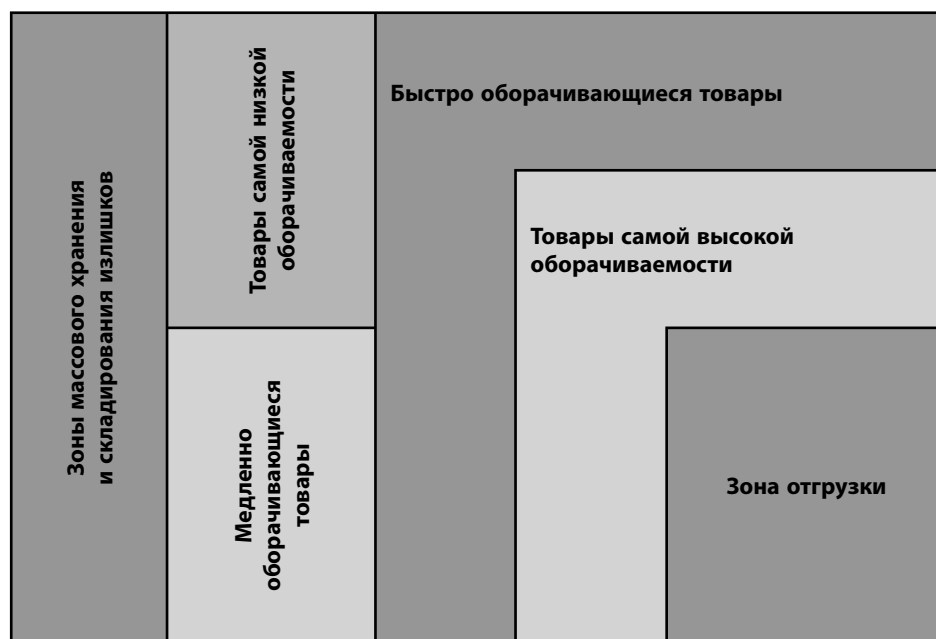 Зоны массового хранения
и складирования излишков
Товары самой низкой
оборачиваемости
Медленно
оборачивающиеся
товары
Быстро оборачивающиеся товары
Товары самой высокой
оборачиваемости
Зона отгрузки